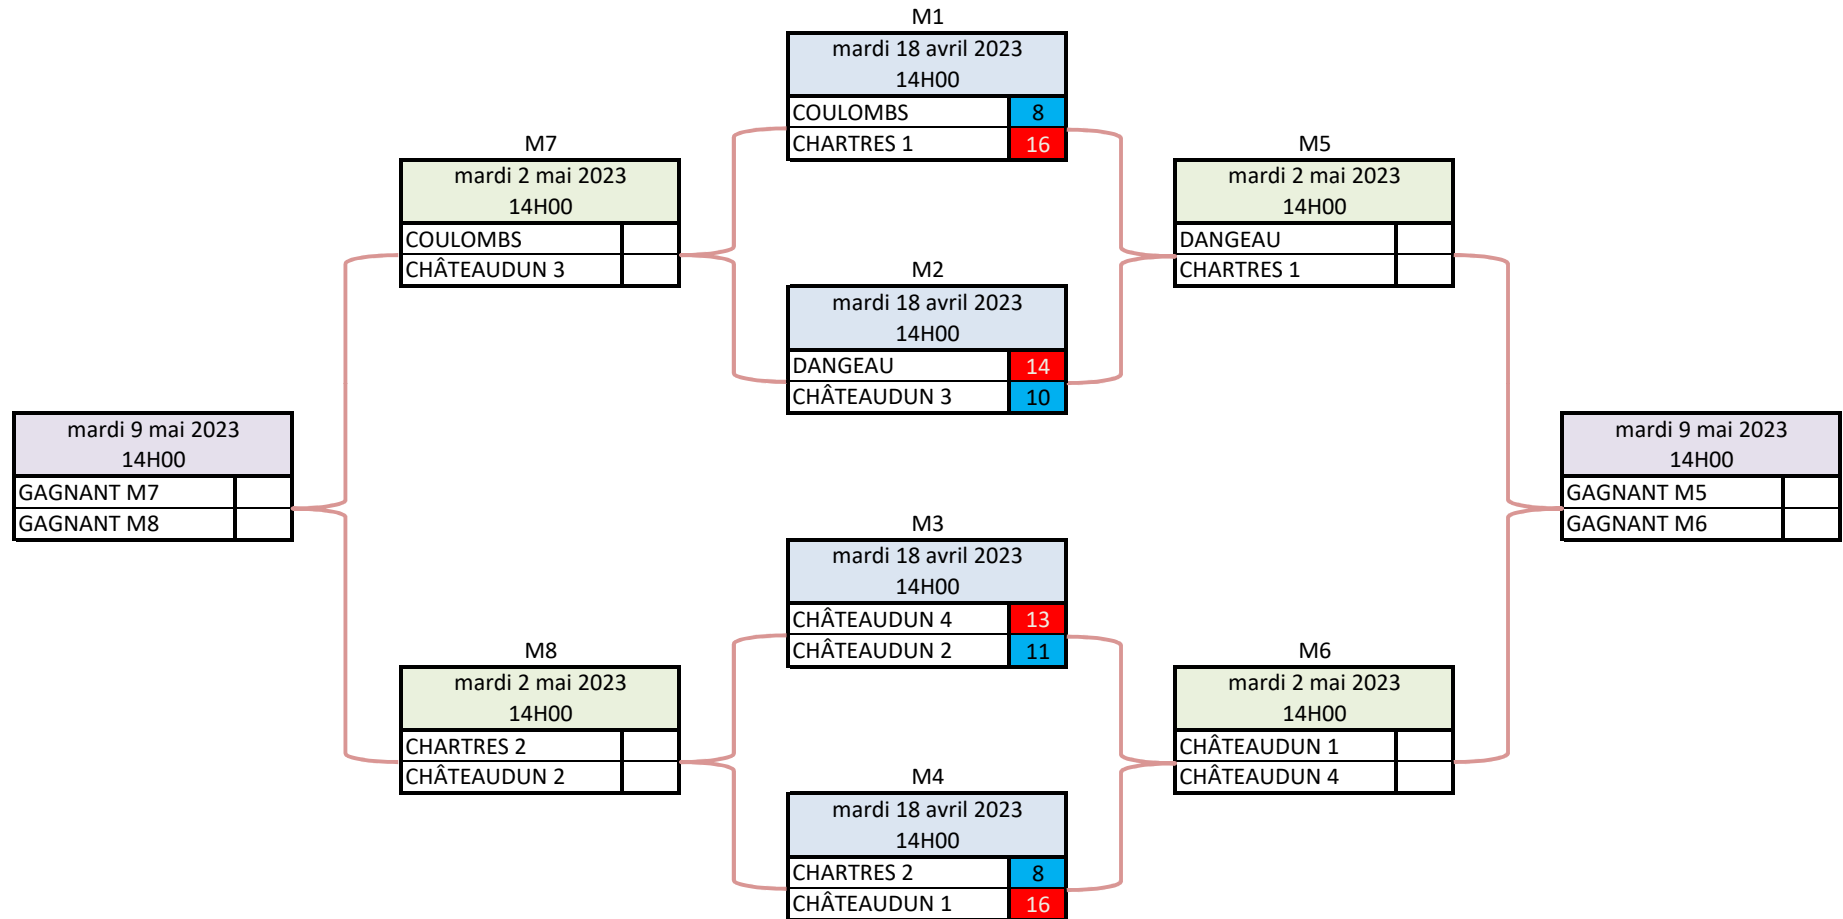 M1
mardi 18 avril 2023
14H00
COULOMBS 8
CHARTRES 1 16
M7
mardi 2 mai 2023
14H00
COULOMBS
CHÂTEAUDUN 3
M5
mardi 2 mai 2023
14H00
DANGEAU
CHARTRES 1
M2
mardi 18 avril 2023
14H00
DANGEAU 14
CHÂTEAUDUN 3 10
mardi 9 mai 2023
14H00
GAGNANT M7
GAGNANT M8
mardi 9 mai 2023
14H00
GAGNANT M5
GAGNANT M6
M3
mardi 18 avril 2023
14H00
CHÂTEAUDUN 4 13
CHÂTEAUDUN 2 11
M8
mardi 2 mai 2023
14H00
CHARTRES 2
CHÂTEAUDUN 2
M6
mardi 2 mai 2023
14H00
CHÂTEAUDUN 1
CHÂTEAUDUN 4
M4
mardi 18 avril 2023
14H00
CHARTRES 2 8
CHÂTEAUDUN 1 16